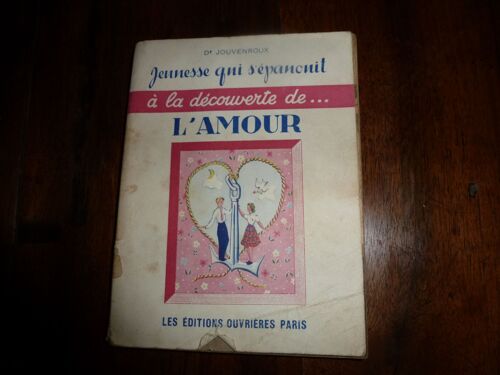 Dr JOUVENROUX
Jeunesse qui s'épanouit
à la découverte de...
L'AMOUR
LES ÉDITIONS OUVRIÈRES PARIS